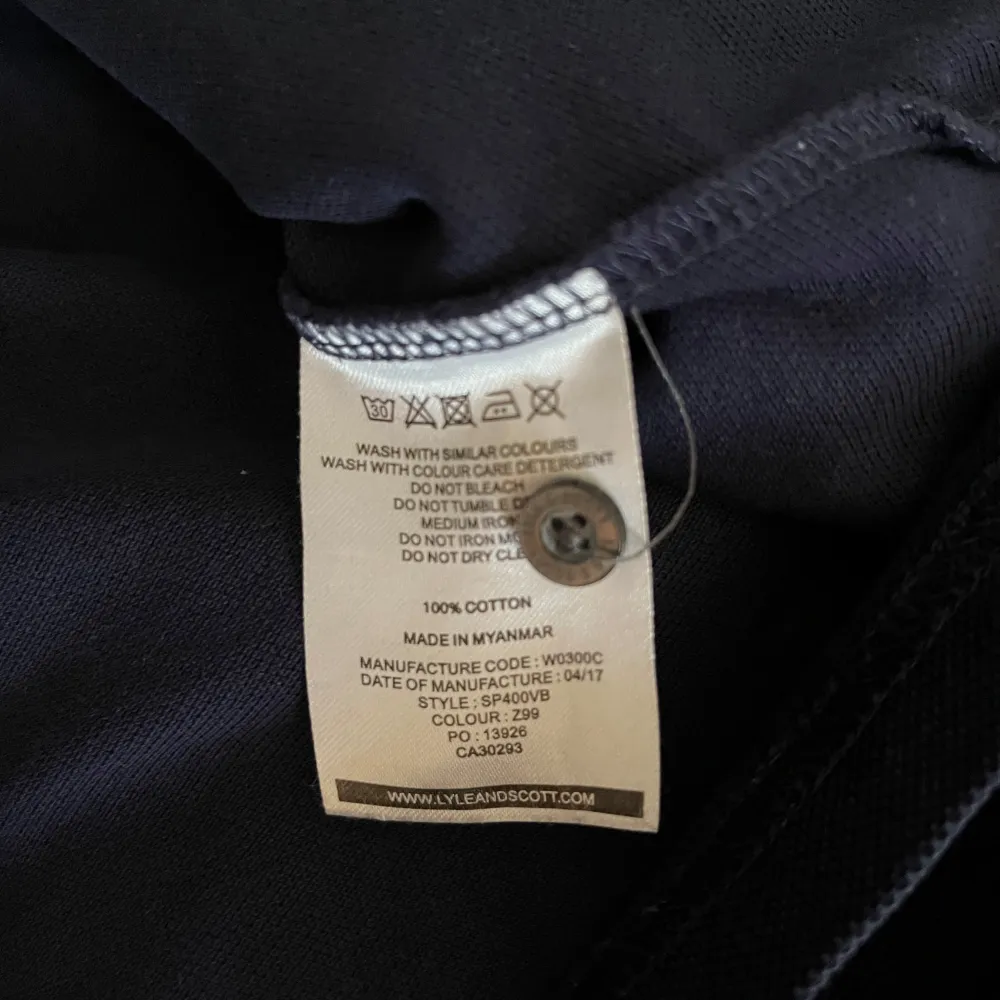 30
WASH WITH SIMILAR COLOURS
WASH WITH COLOUR CARE DETERGENT
DO NOT BLEACH
DO NOT TUMBLE
MEDIUM IRON
DO NOT IRON
DO NOT DRY
100% COTTON
MADE IN MYANMAR
MANUFACTURE CODE : W0300C
DATE OF MANUFACTURE : 04/17
STYLE ; SP400VB
COLOUR : Z99
PO : 13926
CA30293
WWW.LYLEANDSCOTT.COM